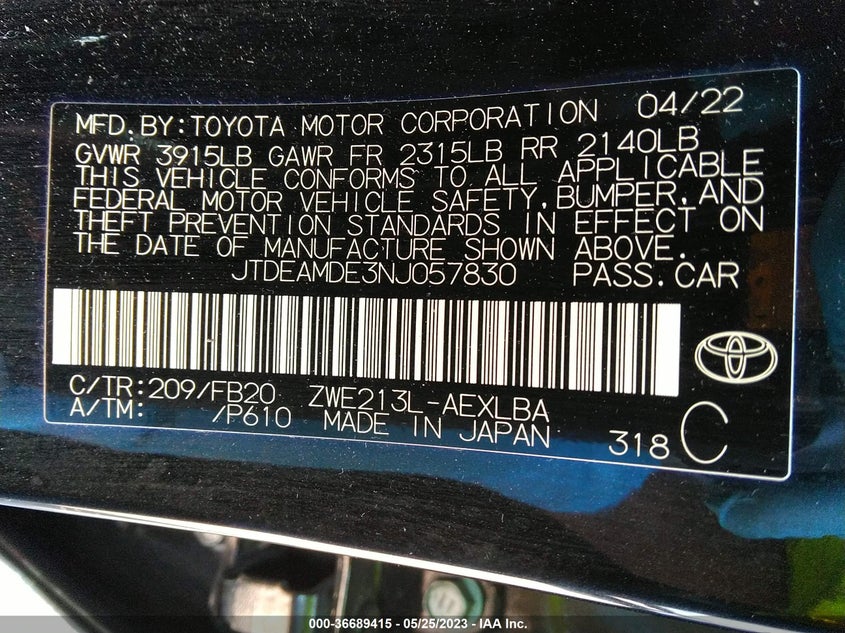 MFD.BY:TOYOTA MOTOR CORPORATION 04/22
GVWR 3915LB GAWR FR 2315LB RR 2140LB
THIS VEHICLE CONFORMS TO ALL APPLICABLE
FEDERAL MOTOR VEHICLE SAFETY,BUMPER,AND
THEFT PREVENTION STANDARDS IN EFFECT ON
THE DATE OF MANUFACTURE SHOWN ABOVE.
JTDEAMDE3NJ057830 PASS.CAR
C/TR:209/FB20 ZWE213L-AEXLBA
A/TM: /P610 MADE IN JAPAN 318 C
000-36689415 - 05/25/2023 - IAA Inc.